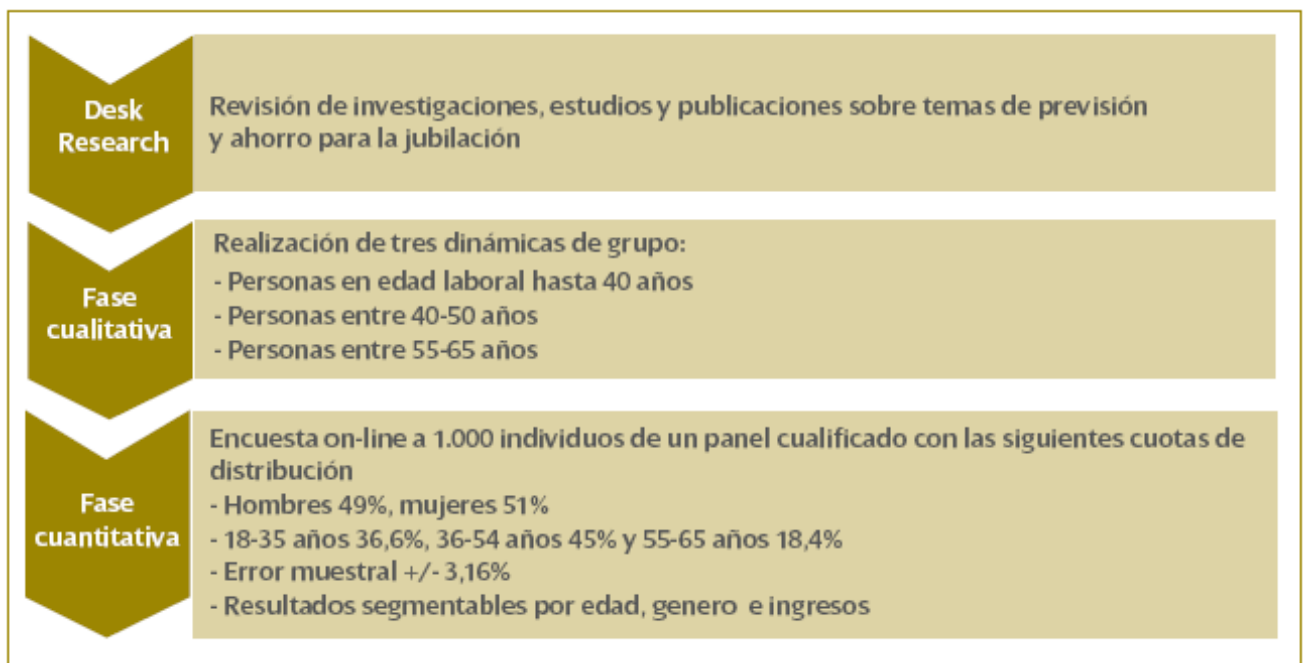 Desk
Research
Revisión de investigaciones, estudios y publicaciones sobre temas de previsión
y ahorro para la jubilación
Fase
cualitativa
Realización de tres dinámicas de grupo:
- Personas en edad laboral hasta 40 años
- Personas entre 40-50 años
- Personas entre 55-65 años
Fase
cuantitativa
Encuesta on-line a 1.000 individuos de un panel cualificado con las siguientes cuotas de
distribución
- Hombres 49%, mujeres 51%
- 18-35 años 36,6%, 36-54 años 45% y 55-65 años 18,4%
- Error muestral +/- 3,16%
- Resultados segmentables por edad, genero e ingresos